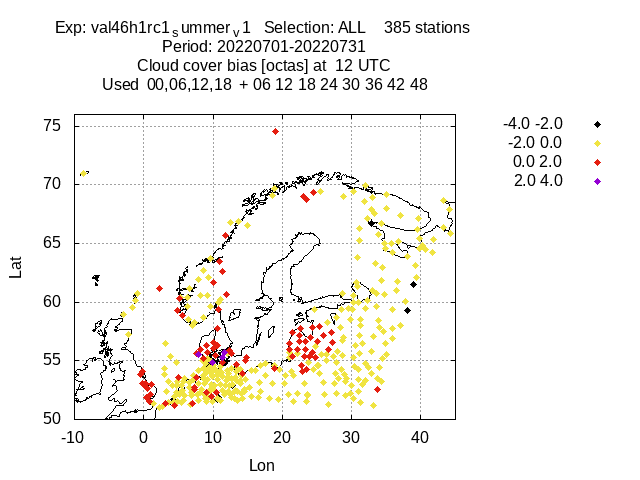 Exp: val46h1rc1summerv1 Selection: ALL 385 stations
Period: 20220701-20220731
Cloud cover bias [octas] at 12 UTC
Used 00,06,12,18 + 06 12 18 24 30 36 42 48
-4.0 -2.0
-2.0 0.0
0.0 2.0
2.0 4.0
75
70
65
60
55
50
Lat
-10 0 10 20 30 40
Lon